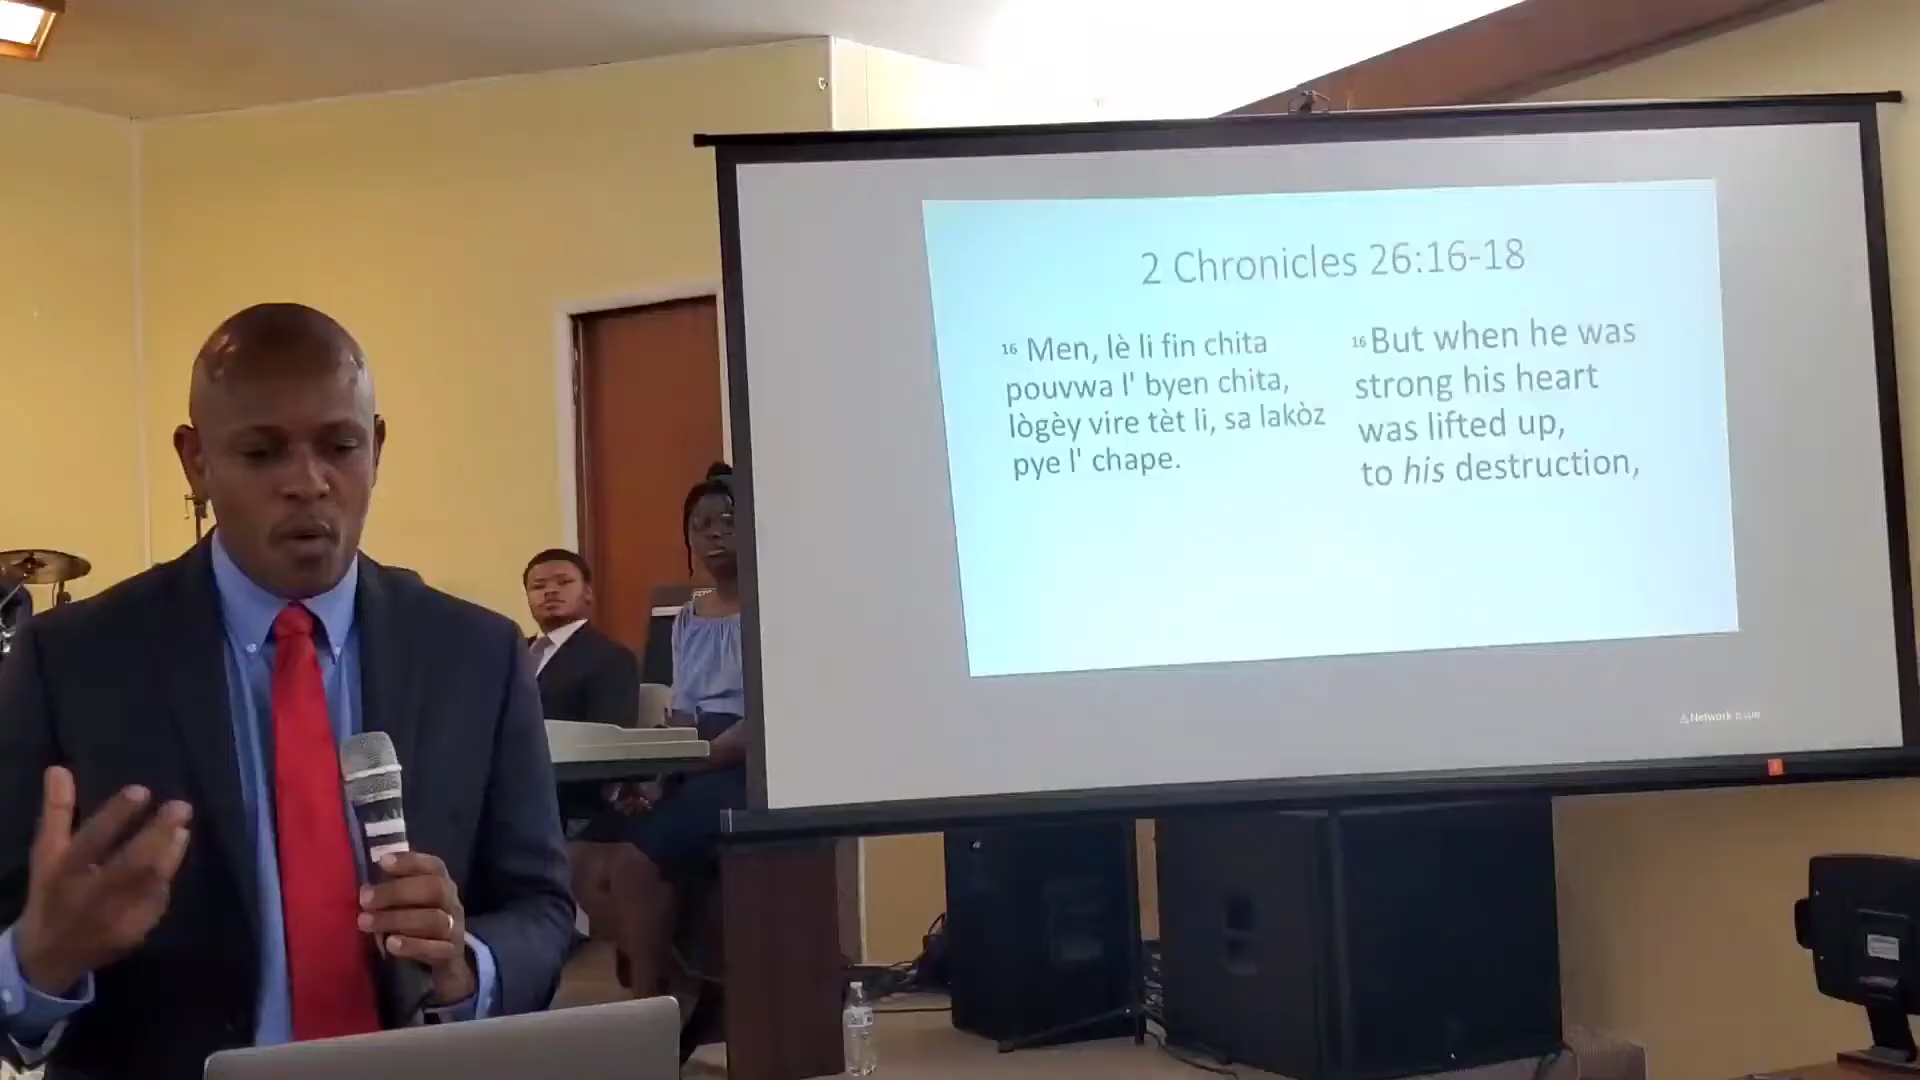 2 Chronicles 26:16-18
16 Men, lè li fin chita
pouvwa l' byen chita,
lògèy vire tèt li, sa lakòz
pye l' chape.
16 But when he was
strong his heart
was lifted up,
to his destruction,
Network